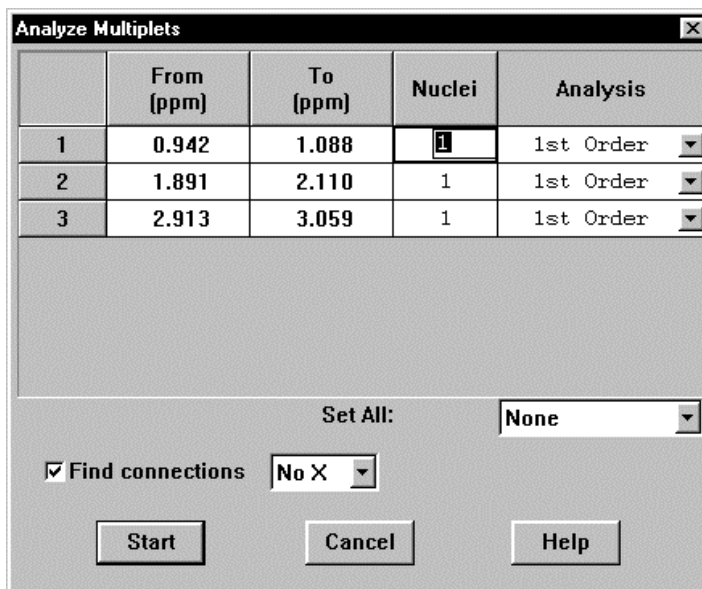 Analyze Multiplets
From (ppm) To (ppm) Nuclei Analysis
1 0.942 1.088 1 1st Order
2 1.891 2.110 1 1st Order
3 2.913 3.059 1 1st Order
Set All: None
Find connections No X
Start Cancel Help